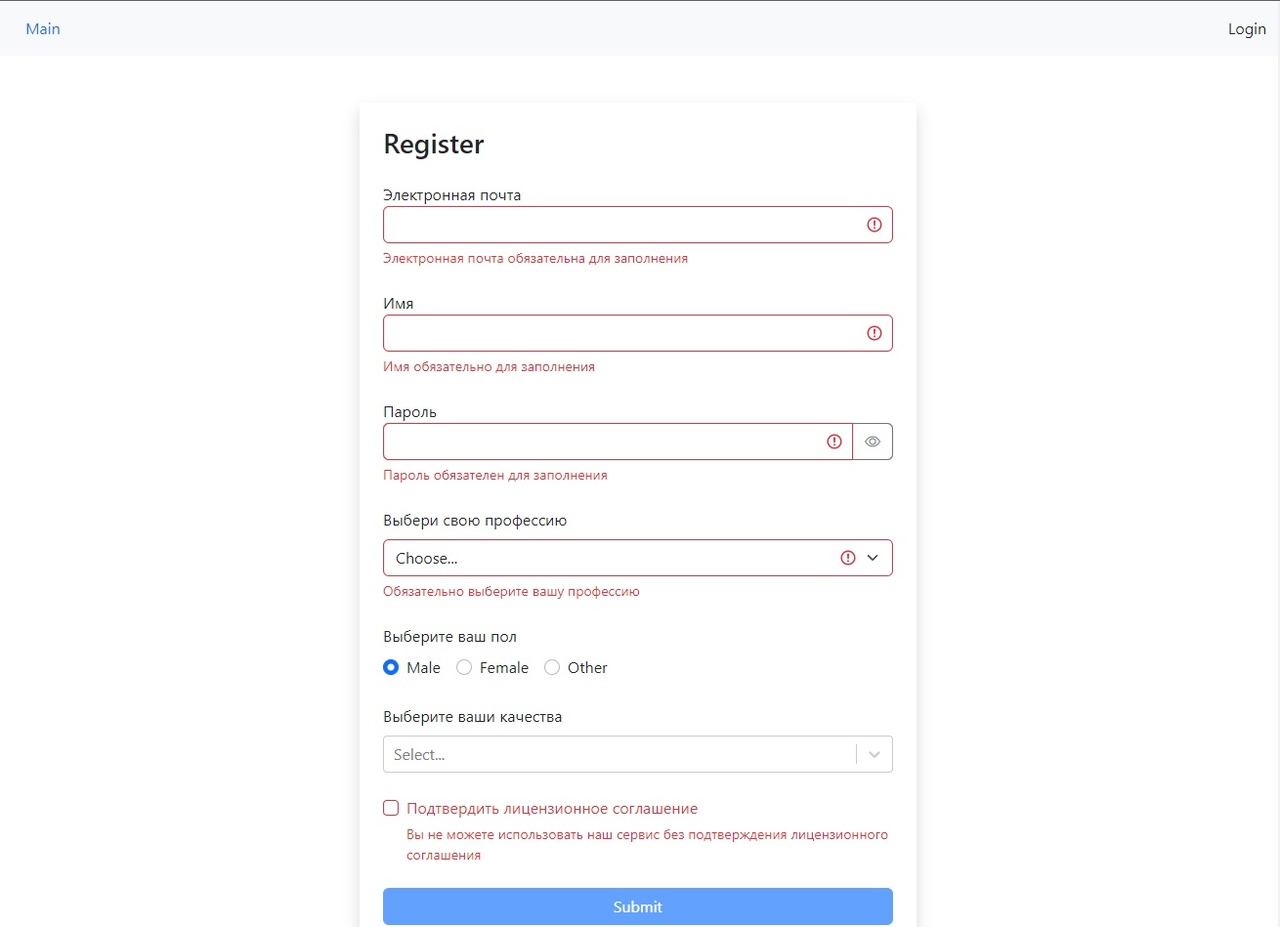 Main
Login
Register
Электронная почта
Электронная почта обязательна для заполнения
Имя
Имя обязательно для заполнения
Пароль
Пароль обязателен для заполнения
Выбери свою профессию
Choose...
Обязательно выберите вашу профессию
Выберите ваш пол
Male Female Other
Выберите ваши качества
Select...
Подтвердить лицензионное соглашение
Вы не можете использовать наш сервис без подтверждения лицензионного
соглашения
Submit